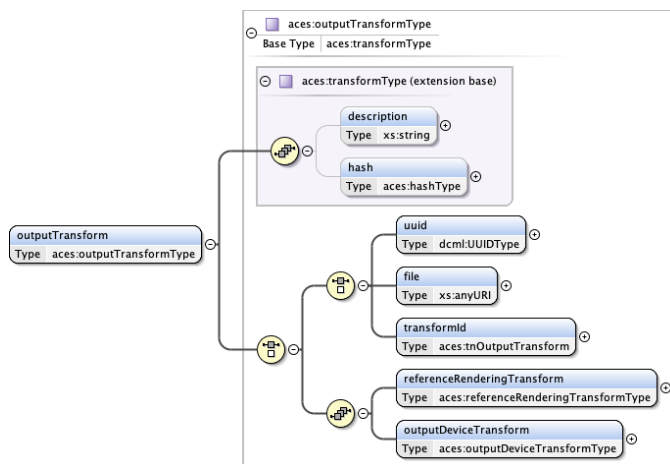 aces:outputTransformType
Base Type aces:transformType
aces:transformType (extension base)
description
Type xs:string
hash
Type aces:hashType
outputTransform
Type aces:outputTransformType
uuid
Type dcml:UUIDType
file
Type xs:anyURI
transformId
Type aces:tnOutputTransform
referenceRenderingTransform
Type aces:referenceRenderingTransformType
outputDeviceTransform
Type aces:outputDeviceTransformType